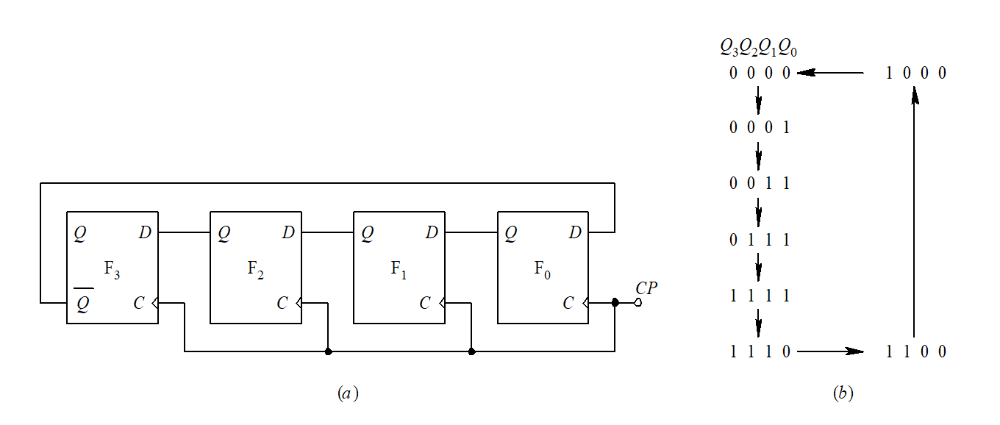 Q₃Q₂Q₁Q₀
0 0 0 0
1 0 0 0
0 0 0 1
0 0 1 1
0 1 1 1
1 1 1 1
1 1 1 0
1 1 0 0
(b)
Q D Q D Q D Q D
F₃ F₂ F₁ F₀
Q̅ C C C C CP
(a)